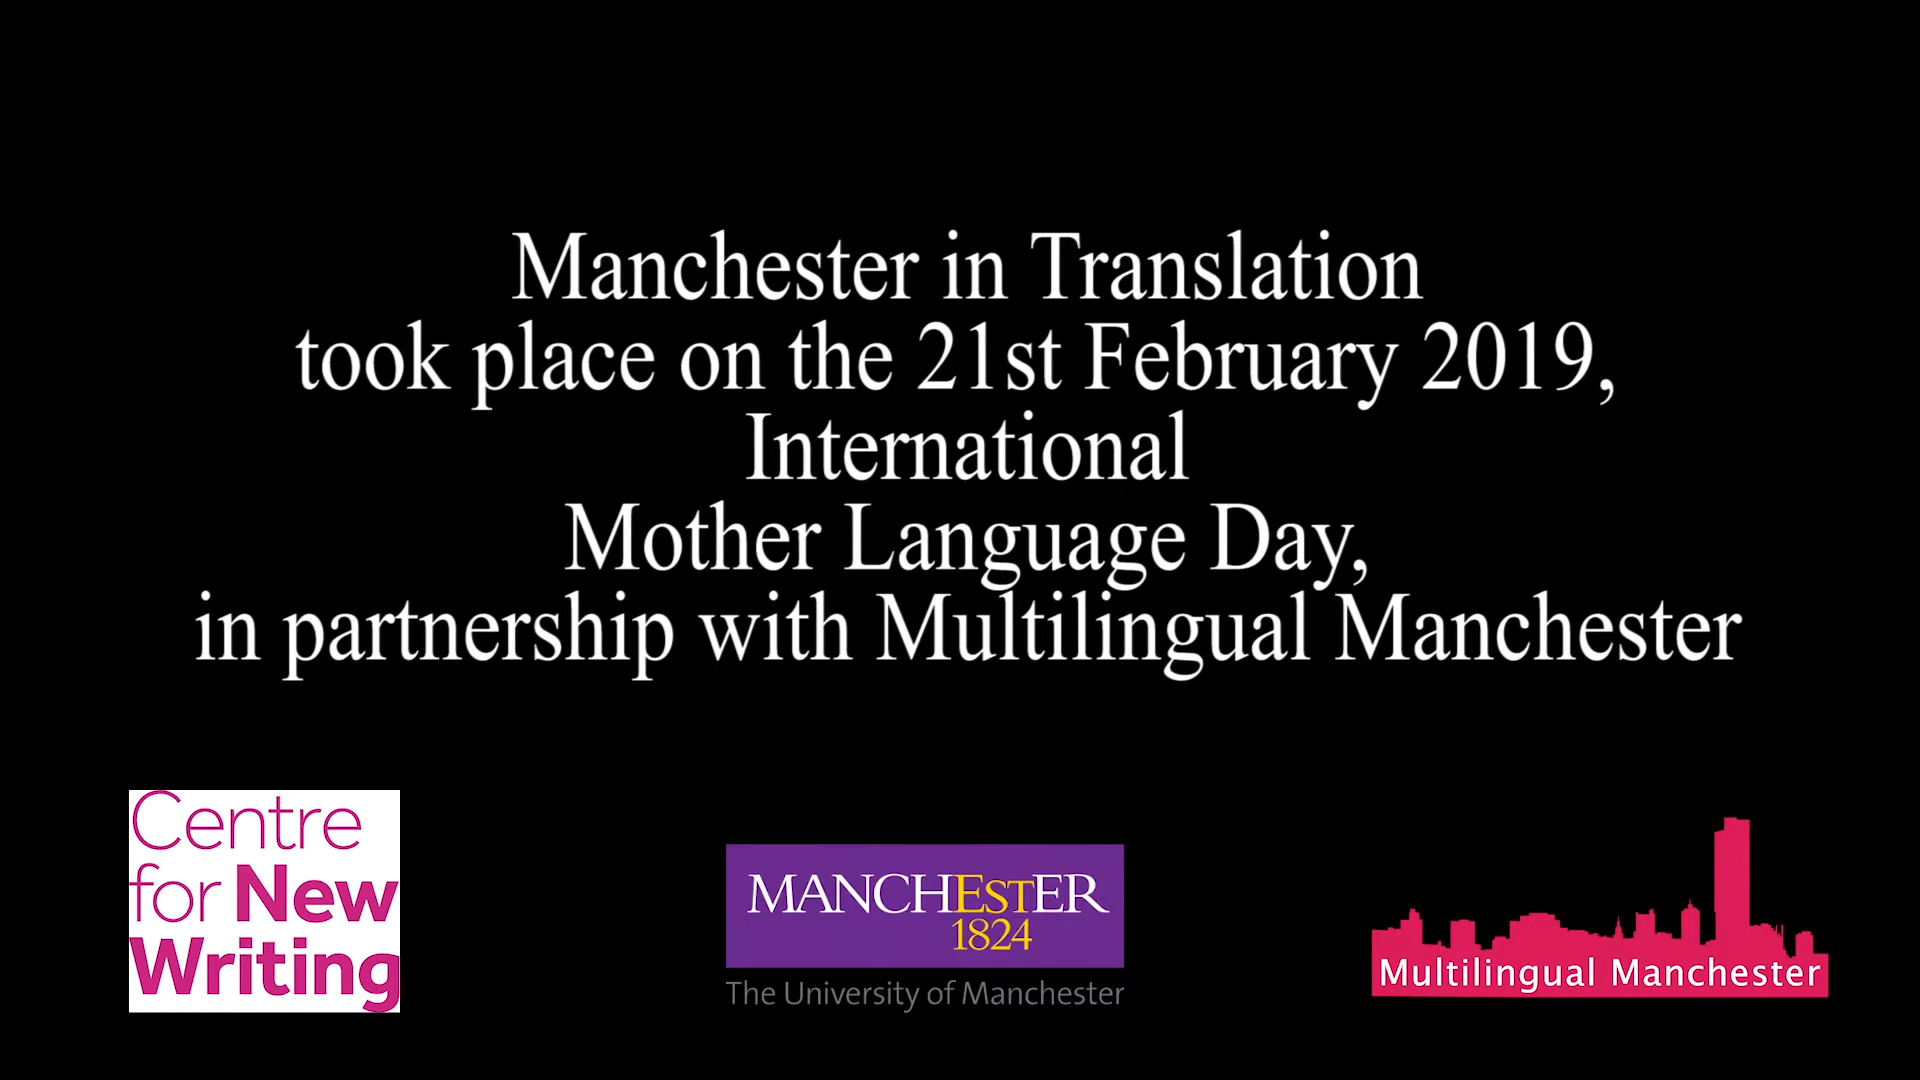 Manchester in Translation
took place on the 21st February 2019,
International
Mother Language Day,
in partnership with Multilingual Manchester
Centre
for New
Writing
MANCHESTER
1824
The University of Manchester
Multilingual Manchester